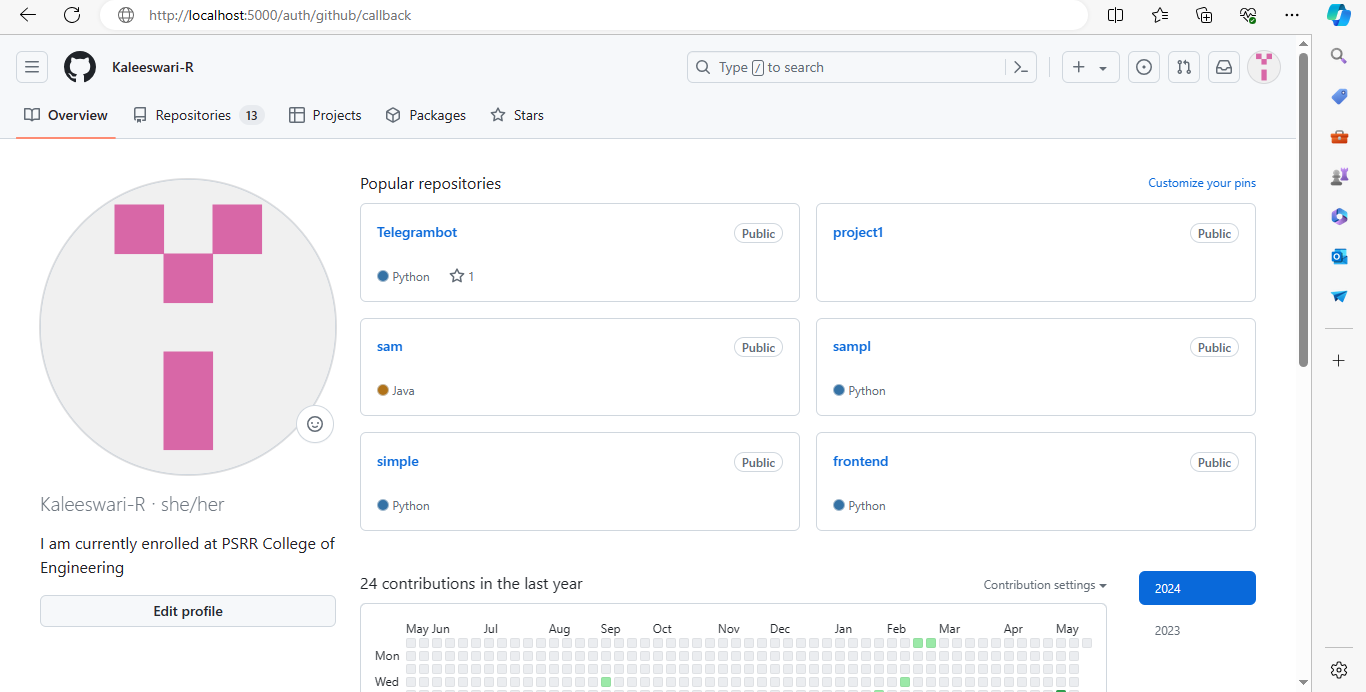 http://localhost:5000/auth/github/callback
Kaleeswari-R
Type / to search
Overview
Repositories 13
Projects
Packages
Stars
Popular repositories
Customize your pins
Telegrambot
Public
Python
1
project1
Public
sam
Public
Java
sampl
Public
Python
simple
Public
Python
frontend
Public
Python
Kaleeswari-R · she/her
I am currently enrolled at PSRR College of
Engineering
Edit profile
24 contributions in the last year
Contribution settings
2024
2023
May Jun Jul Aug Sep Oct Nov Dec Jan Feb Mar Apr May
Mon
Wed